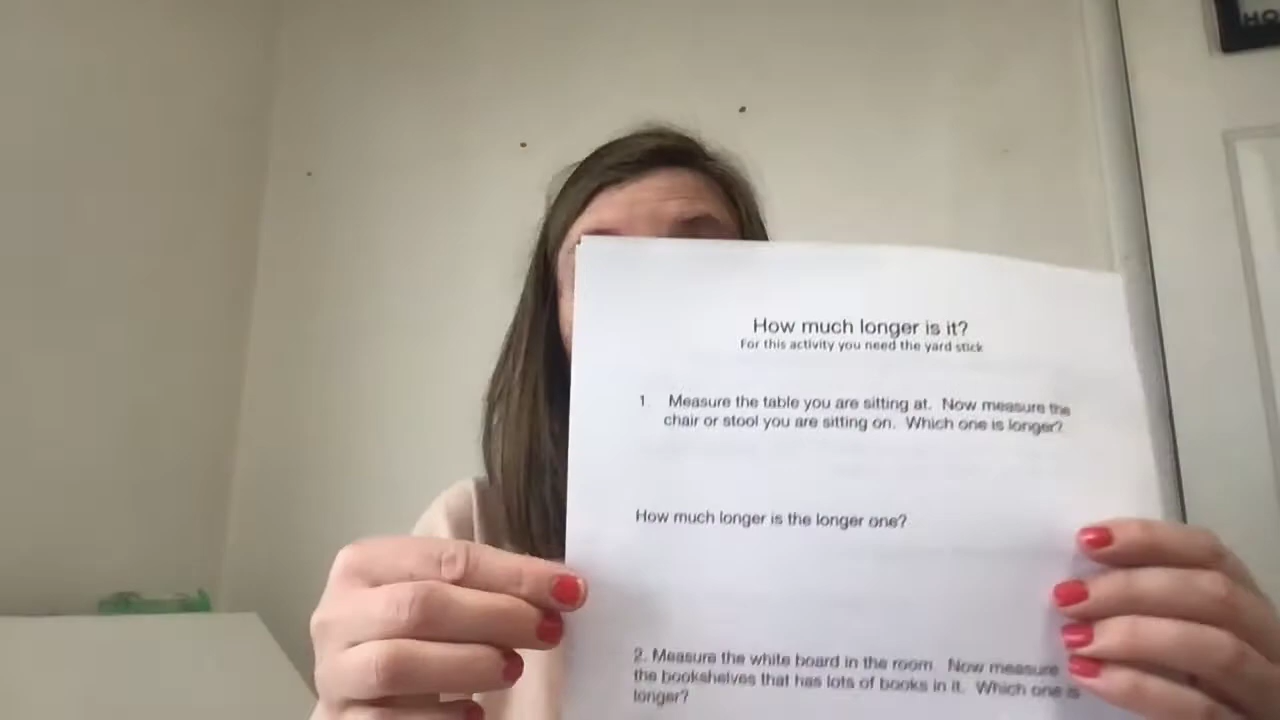 HO
How much longer is it?
For this activity you need the yard stick
1. Measure the table you are sitting at. Now measure the
chair or stool you are sitting on. Which one is longer?
How much longer is the longer one?
2. Measure the white board in the room. Now measure
the bookshelves that has lots of books in it. Which one is
longer?